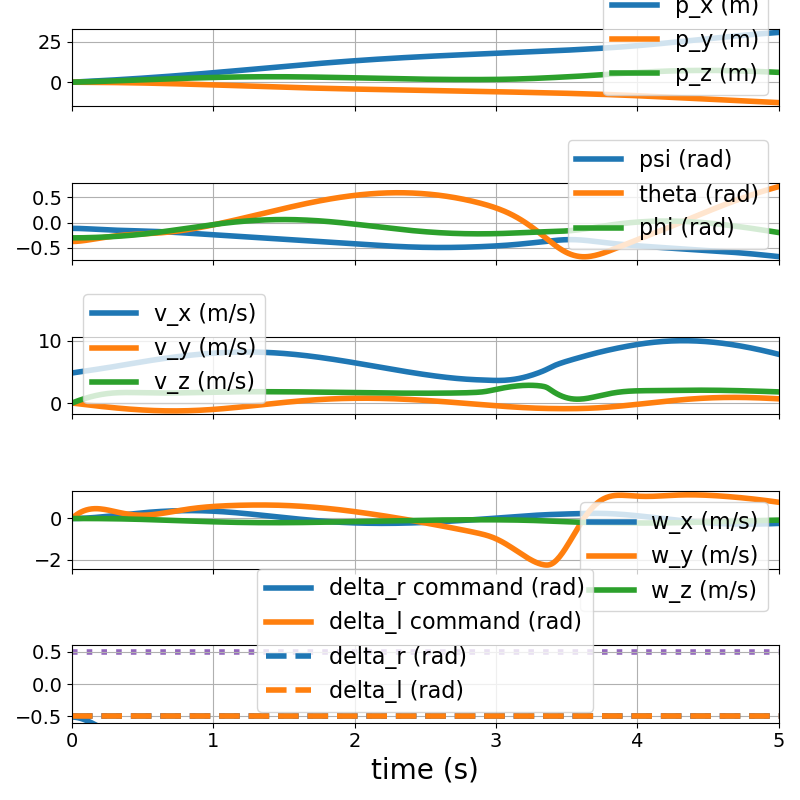 p_x (m)
25
p_y (m)
0
p_z (m)
psi (rad)
0.5
theta (rad)
0.0
phi (rad)
−0.5
v_x (m/s)
10
v_y (m/s)
v_z (m/s)
0
0
w_x (m/s)
w_y (m/s)
−2
w_z (m/s)
delta_r command (rad)
delta_l command (rad)
0.5
delta_r (rad)
0.0
delta_l (rad)
−0.5
0 1 2 3 4 5
time (s)